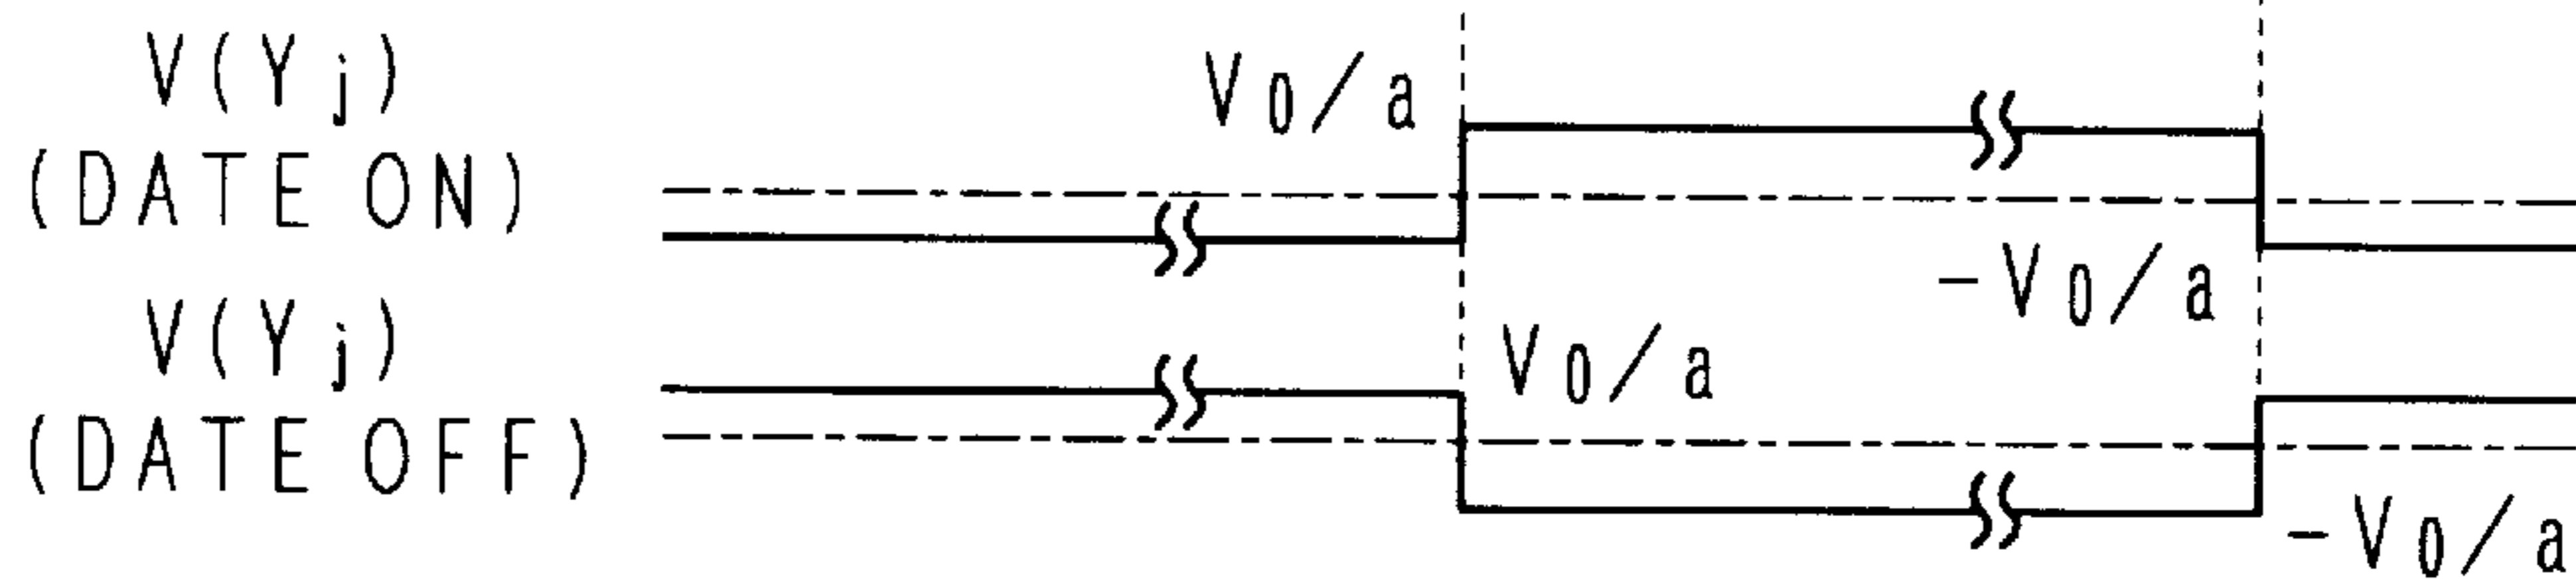 V(Yj)
(DATE ON)
V0/a
-V0/a
V(Yj)
(DATE OFF)
V0/a
-V0/a